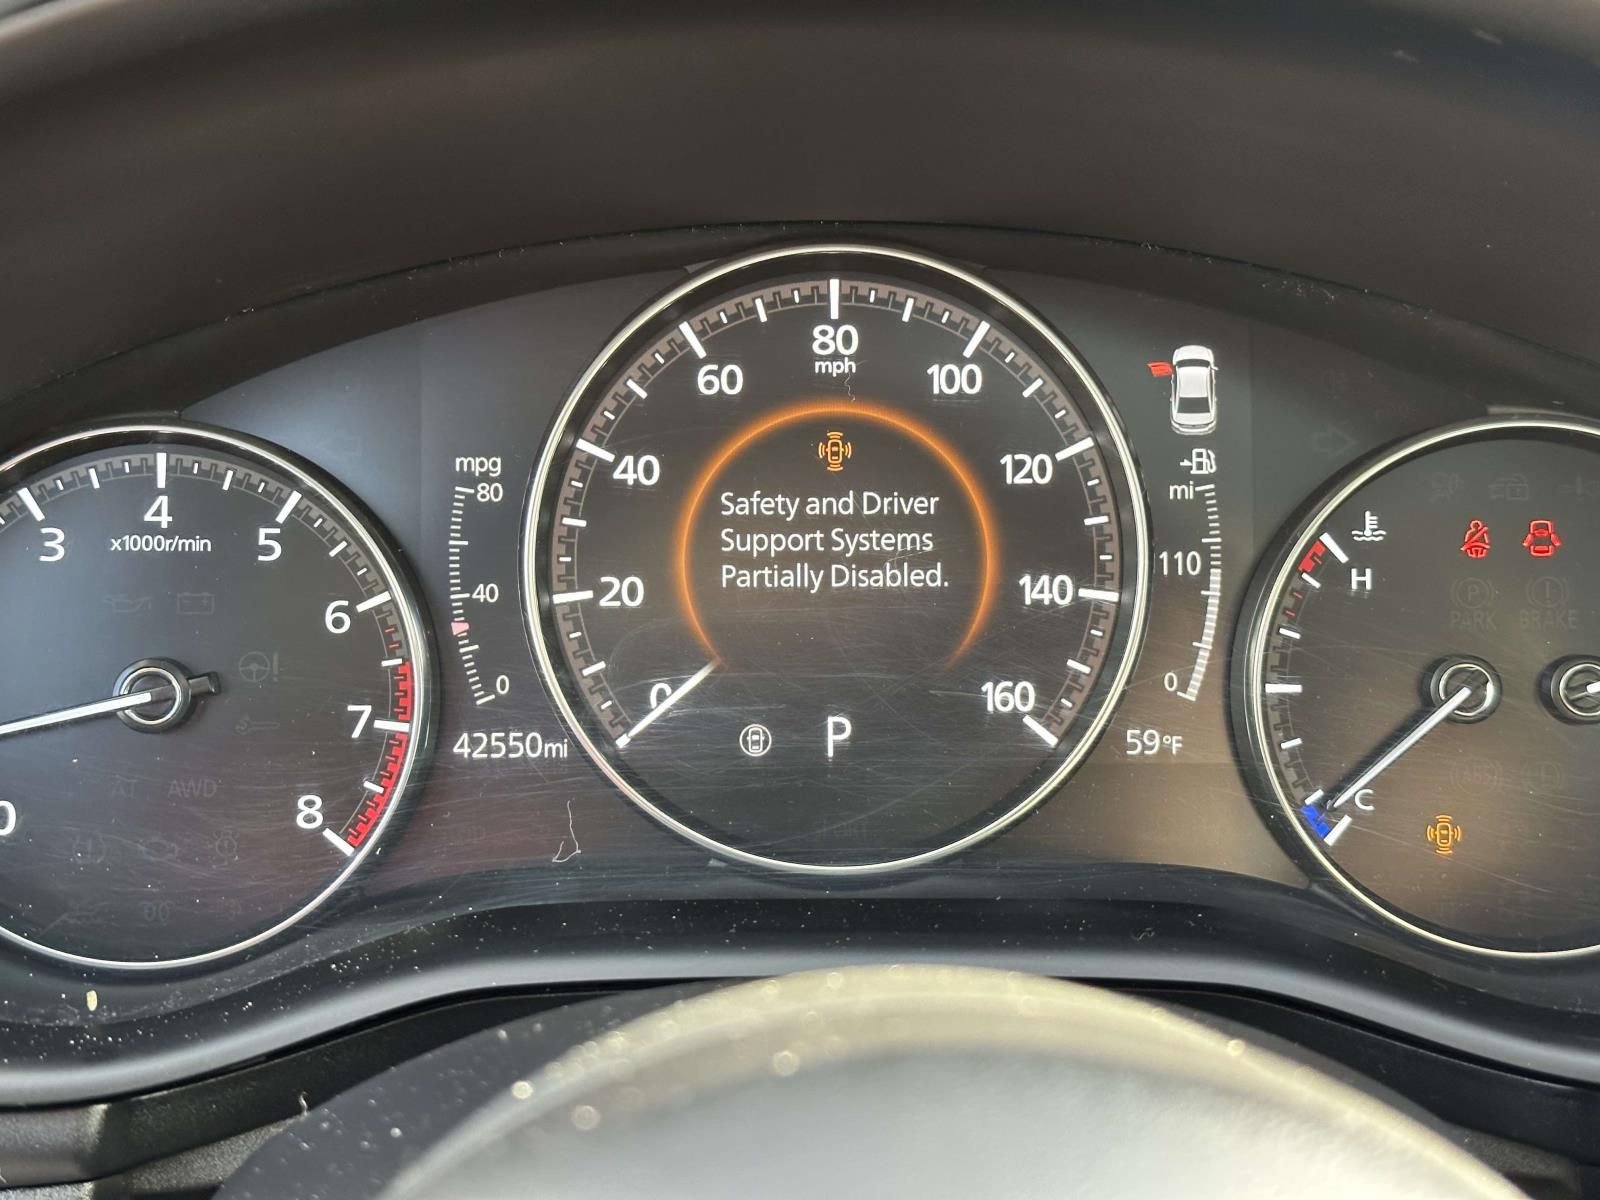 3
4
5
6
7
8
0
x1000r/min
AT
AWD
mpg
80
40
0
42550mi
0
20
40
60
80
mph
100
120
140
160
Safety and Driver
Support Systems
Partially Disabled.
P
mi
110
0
59°F
H
C
PARK
BRAKE
(ABS)